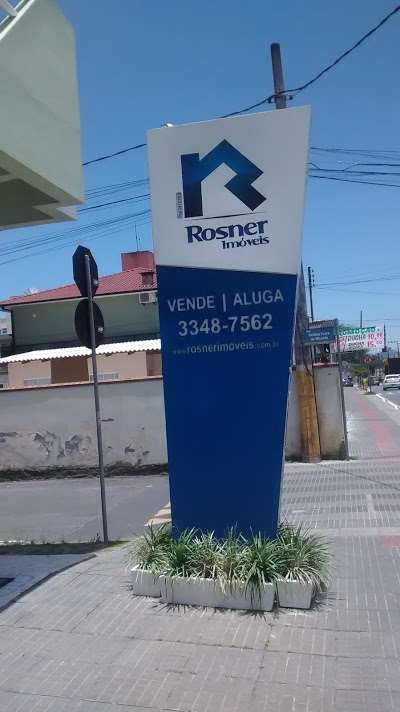 Rosner
Imóveis
VENDE | ALUGA
3348-7562
www.rosnerimoveis.com.br